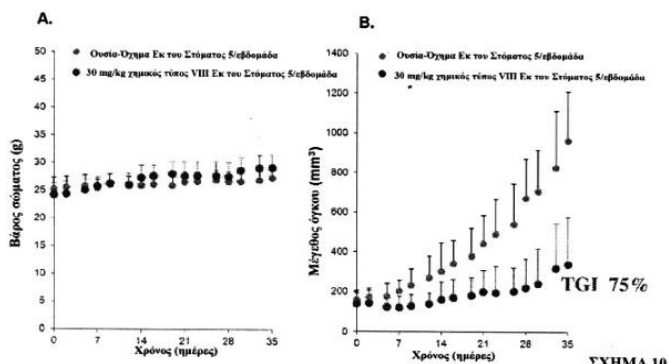 A.
Βάρος σώματος (g)
50
45
40
35
30
25
20
15
10
5
0
Ουσία-Όχημα Εκ του Στόματος 5/εβδομάδα
30 mg/kg χημικός τύπος VIII Εκ του Στόματος 5/εβδομάδα
0 7 14 21 28 35
Χρόνος (ημέρες)
B.
Μέγεθος όγκου (mm³)
1400
1200
1000
800
600
400
200
0
Ουσία-Όχημα Εκ του Στόματος 5/εβδομάδα
30 mg/kg χημικός τύπος VIII Εκ του Στόματος 5/εβδομάδα
TGI 75%
0 7 14 21 28 35
Χρόνος (ημέρες)
ΣΧΗΜΑ 10